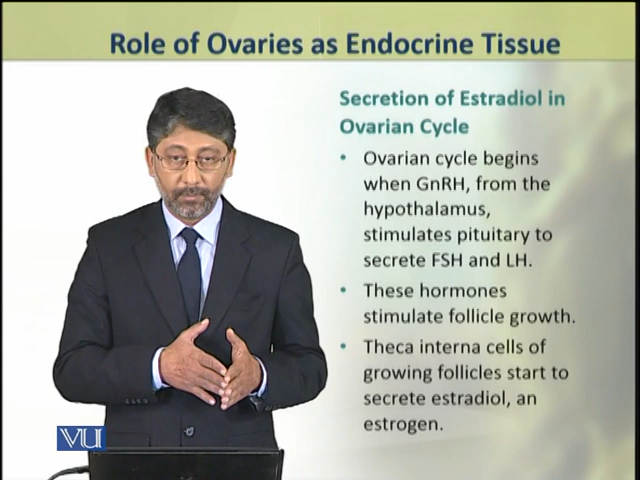 Role of Ovaries as Endocrine Tissue
Secretion of Estradiol in
Ovarian Cycle
• Ovarian cycle begins
when GnRH, from the
hypothalamus,
stimulates pituitary to
secrete FSH and LH.
• These hormones
stimulate follicle growth.
• Theca interna cells of
growing follicles start to
secrete estradiol, an
estrogen.
VU